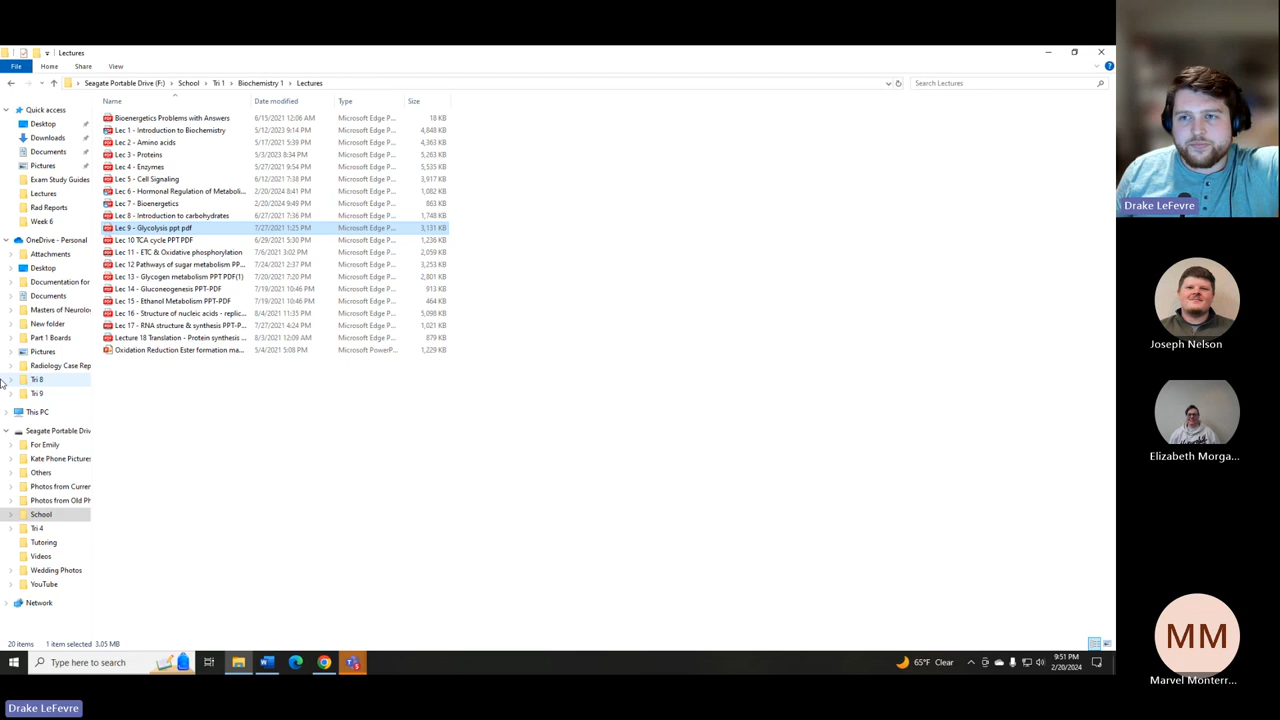 Lectures
File Home Share View
Seagate Portable Drive (F:) > School > Tri 1 > Biochemistry 1 > Lectures
Search Lectures
Name Date modified Type Size
Quick access
Desktop
Downloads
Documents
Pictures
Exam Study Guides
Lectures
Rad Reports
Week 6
OneDrive - Personal
Attachments
Desktop
Documentation for
Documents
Masters of Neurolo
New folder
Part 1 Boards
Pictures
Radiology Case Rep
Tri 8
Tri 9
This PC
Seagate Portable Driv
For Emily
Kate Phone Pictures
Others
Photos from Curren
Photos from Old Ph
School
Tri 4
Tutoring
Videos
Wedding Photos
YouTube
Network
Bioenergetics Problems with Answers 6/15/2021 12:06 AM Microsoft Edge P... 18 KB
Lec 1 - Introduction to Biochemistry 5/12/2023 9:14 PM Microsoft Edge P... 4,848 KB
Lec 2 - Amino acids 5/17/2021 5:39 PM Microsoft Edge P... 4,363 KB
Lec 3 - Proteins 5/3/2023 8:34 PM Microsoft Edge P... 5,263 KB
Lec 4 - Enzymes 5/27/2021 9:54 PM Microsoft Edge P... 5,535 KB
Lec 5 - Cell Signaling 6/12/2021 7:38 PM Microsoft Edge P... 3,917 KB
Lec 6 - Hormonal Regulation of Metaboli... 2/20/2024 8:41 PM Microsoft Edge P... 1,082 KB
Lec 7 - Bioenergetics 2/20/2024 9:49 PM Microsoft Edge P... 863 KB
Lec 8 - Introduction to carbohydrates 6/27/2021 7:36 PM Microsoft Edge P... 1,748 KB
Lec 9 - Glycolysis ppt pdf 7/27/2021 1:25 PM Microsoft Edge P... 3,131 KB
Lec 10 TCA cycle PPT PDF 6/29/2021 5:30 PM Microsoft Edge P... 1,236 KB
Lec 11 - ETC & Oxidative phosphorylation 7/6/2021 3:02 PM Microsoft Edge P... 2,059 KB
Lec 12 Pathways of sugar metabolism PP... 7/24/2021 2:37 PM Microsoft Edge P... 3,253 KB
Lec 13 - Glycogen metabolism PPT PDF(1) 7/20/2021 7:20 PM Microsoft Edge P... 2,801 KB
Lec 14 - Gluconeogenesis PPT-PDF 7/19/2021 10:46 PM Microsoft Edge P... 913 KB
Lec 15 - Ethanol Metabolism PPT-PDF 7/19/2021 10:46 PM Microsoft Edge P... 464 KB
Lec 16 - Structure of nucleic acids - replic... 8/4/2021 11:35 PM Microsoft Edge P... 5,098 KB
Lec 17 - RNA structure & synthesis PPT-P... 7/27/2021 4:24 PM Microsoft Edge P... 1,021 KB
Lecture 18 Translation - Protein synthesis ... 8/3/2021 12:09 AM Microsoft Edge P... 879 KB
Oxidation Reduction Ester formation ma... 5/4/2021 5:08 PM Microsoft PowerP... 1,229 KB
20 items 1 item selected 3.05 MB
Type here to search
65°F Clear
9:51 PM
2/20/2024
Drake LeFevre
Joseph Nelson
Elizabeth Morga...
MM
Marvel Monterr...
Drake LeFevre